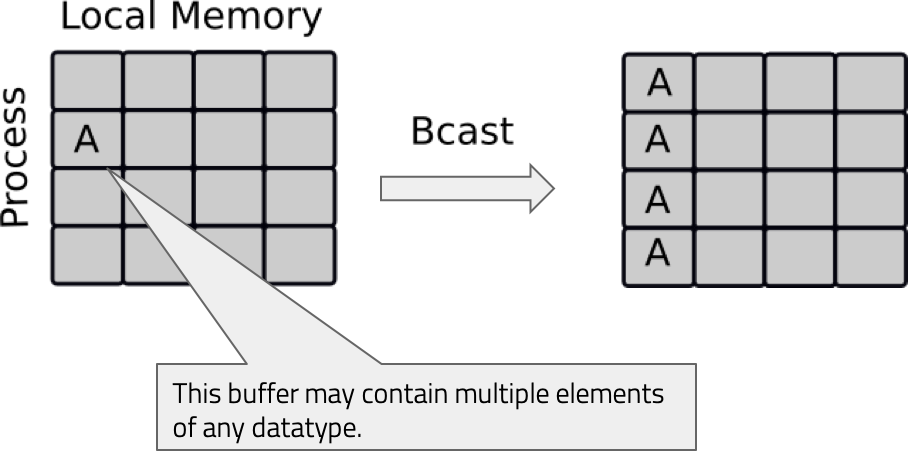 Local Memory
Process
A
Bcast
A
A
A
A
This buffer may contain multiple elements
of any datatype.